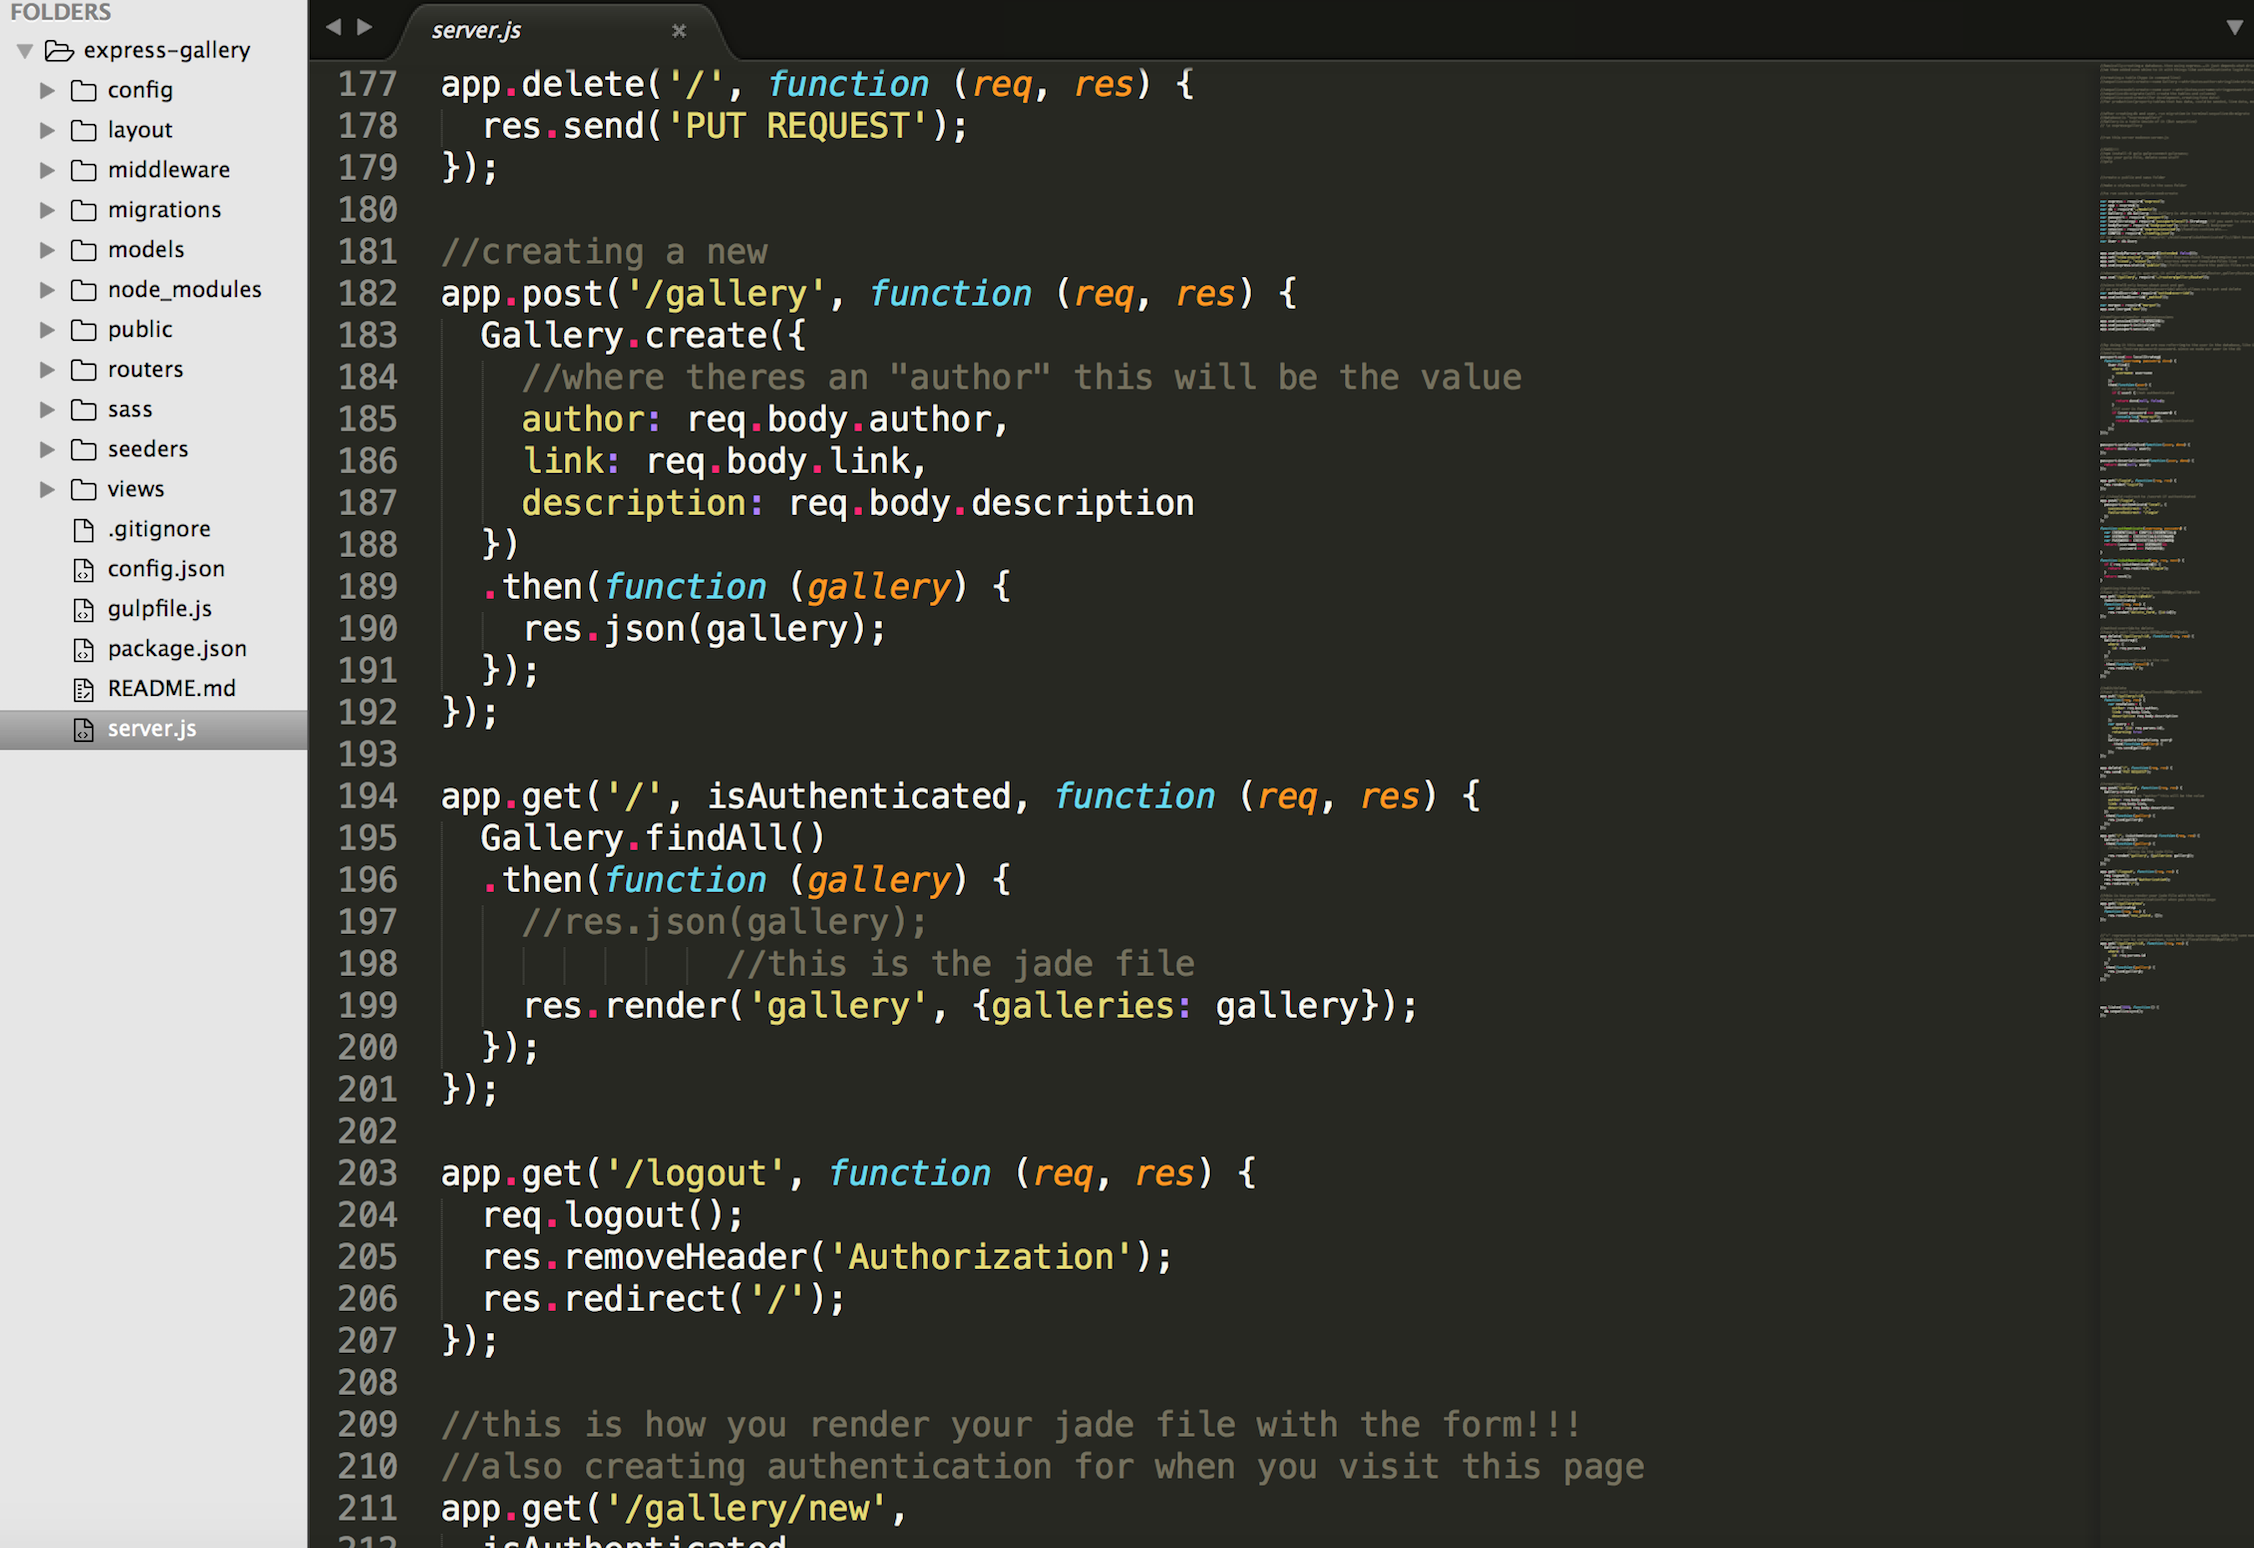 FOLDERS
express-gallery
config
layout
middleware
migrations
models
node_modules
public
routers
sass
seeders
views
.gitignore
config.json
gulpfile.js
package.json
README.md
server.js
server.js
177 app.delete('/', function (req, res) {
178   res.send('PUT REQUEST');
179 });
180
181 //creating a new
182 app.post('/gallery', function (req, res) {
183   Gallery.create({
184     //where theres an "author" this will be the value
185     author: req.body.author,
186     link: req.body.link,
187     description: req.body.description
188   })
189   .then(function (gallery) {
190     res.json(gallery);
191   });
192 });
193
194 app.get('/', isAuthenticated, function (req, res) {
195   Gallery.findAll()
196   .then(function (gallery) {
197     //res.json(gallery);
198               //this is the jade file
199     res.render('gallery', {galleries: gallery});
200   });
201 });
202
203 app.get('/logout', function (req, res) {
204   req.logout();
205   res.removeHeader('Authorization');
206   res.redirect('/');
207 });
208
209 //this is how you render your jade file with the form!!!
210 //also creating authentication for when you visit this page
211 app.get('/gallery/new',
212   isAuthenticated